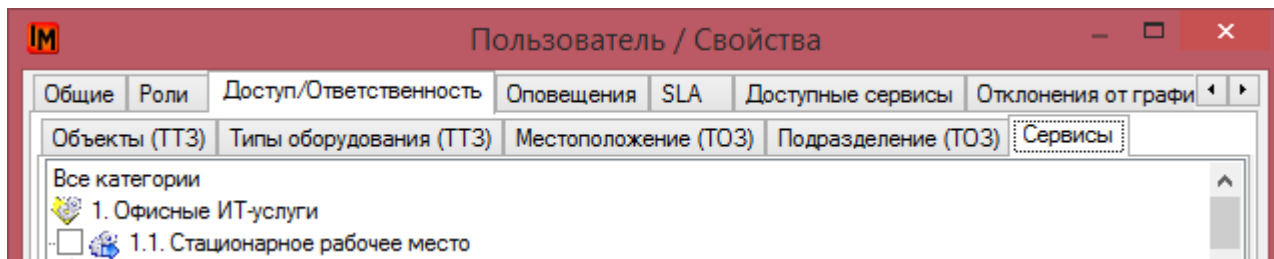 IM
Пользователь / Свойства
Общие Роли Доступ/Ответственность Оповещения SLA Доступные сервисы Отклонения от графи
Объекты (ТТЗ) Типы оборудования (ТТЗ) Местоположение (ТОЗ) Подразделение (ТОЗ) Сервисы
Все категории
1. Офисные ИТ-услуги
1.1. Стационарное рабочее место